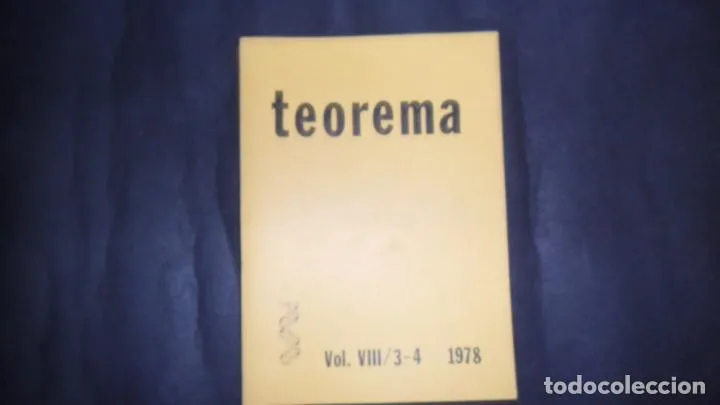 teorema
Vol. VIII/3-4 1978
todocoleccion